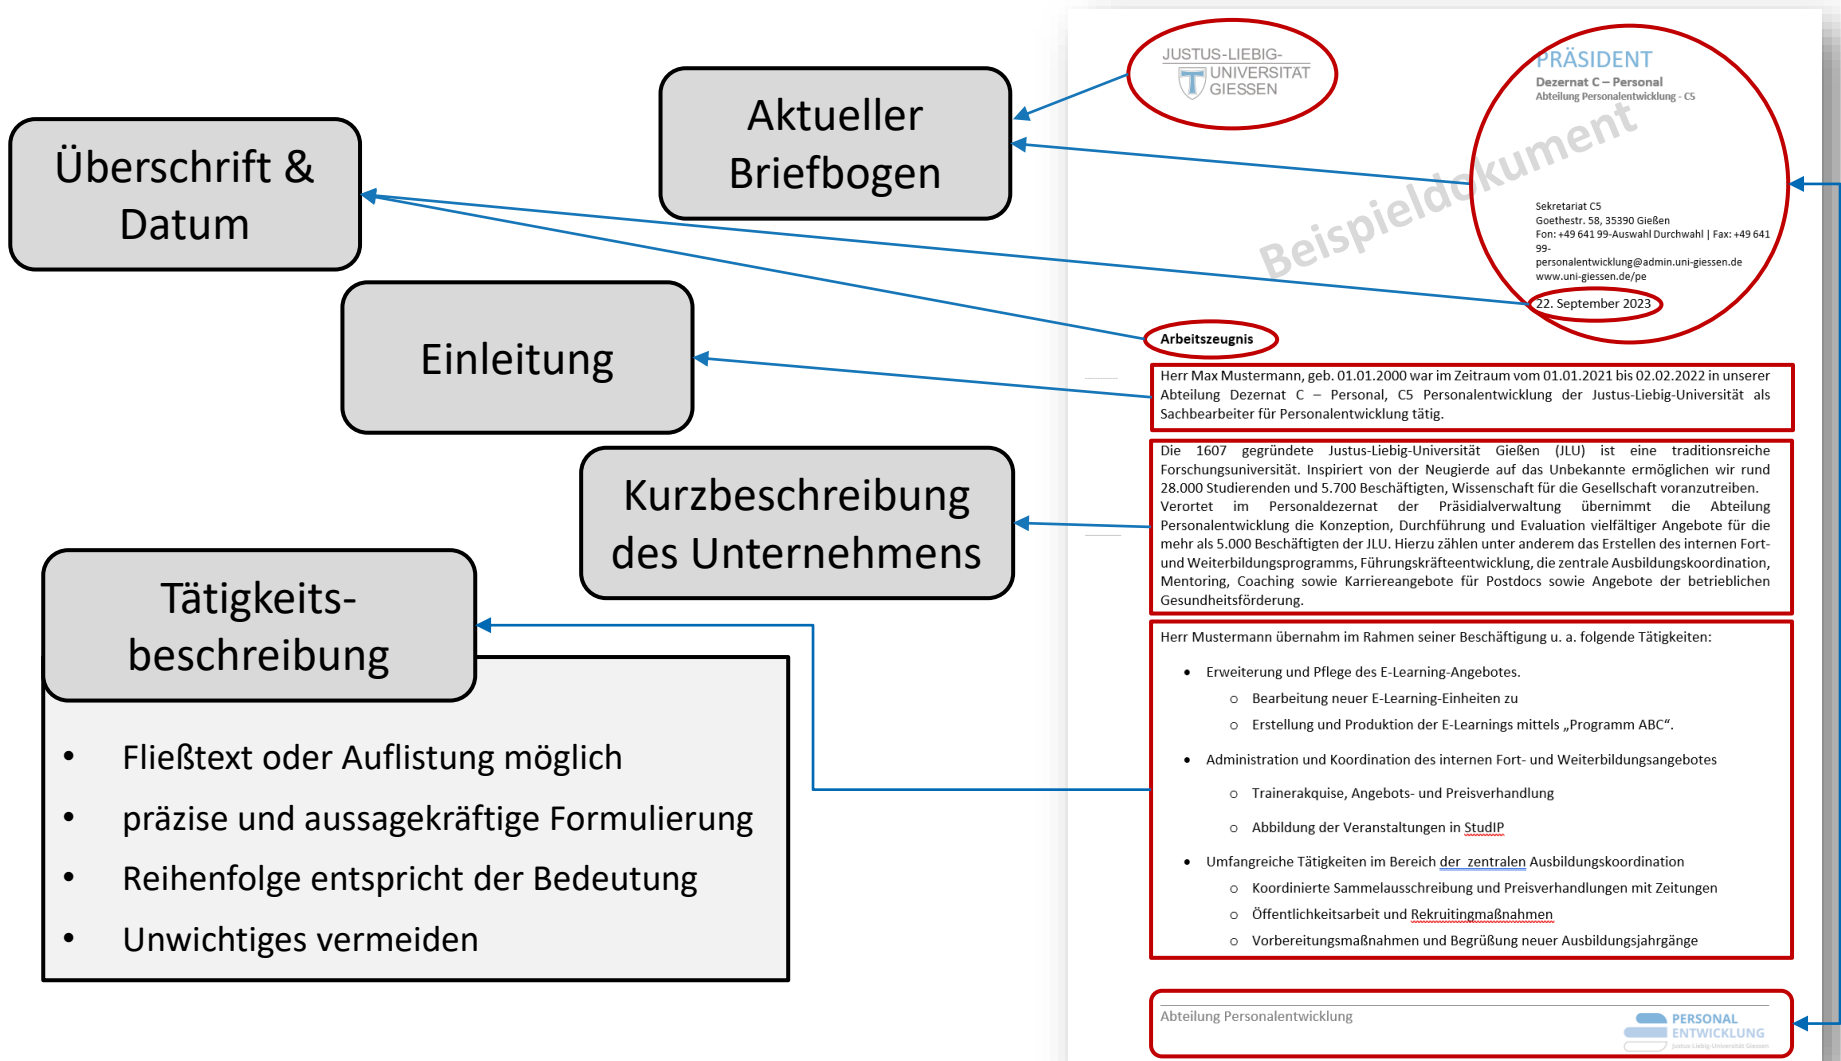 Überschrift &
Datum
Aktueller
Briefbogen
Einleitung
Kurzbeschreibung
des Unternehmens
Tätigkeits-
beschreibung
• Fließtext oder Auflistung möglich
• präzise und aussagekräftige Formulierung
• Reihenfolge entspricht der Bedeutung
• Unwichtiges vermeiden
JUSTUS-LIEBIG-
UNIVERSITÄT
GIESSEN
PRÄSIDENT
Dezernat C – Personal
Abteilung Personalentwicklung - C5
Beispieldokument
Sekretariat C5
Goethestr. 58, 35390 Gießen
Fon: +49 641 99-Auswahl Durchwahl | Fax: +49 641
99-
personalentwicklung@admin.uni-giessen.de
www.uni-giessen.de/pe
22. September 2023
Arbeitszeugnis
Herr Max Mustermann, geb. 01.01.2000 war im Zeitraum vom 01.01.2021 bis 02.02.2022 in unserer
Abteilung Dezernat C – Personal, C5 Personalentwicklung der Justus-Liebig-Universität als
Sachbearbeiter für Personalentwicklung tätig.
Die 1607 gegründete Justus-Liebig-Universität Gießen (JLU) ist eine traditionsreiche
Forschungsuniversität. Inspiriert von der Neugierde auf das Unbekannte ermöglichen wir rund
28.000 Studierenden und 5.700 Beschäftigten, Wissenschaft für die Gesellschaft voranzutreiben.
Verortet im Personaldezernat der Präsidialverwaltung übernimmt die Abteilung
Personalentwicklung die Konzeption, Durchführung und Evaluation vielfältiger Angebote für die
mehr als 5.000 Beschäftigten der JLU. Hierzu zählen unter anderem das Erstellen des internen Fort-
und Weiterbildungsprogramms, Führungskräfteentwicklung, die zentrale Ausbildungskoordination,
Mentoring, Coaching sowie Karriereangebote für Postdocs sowie Angebote der betrieblichen
Gesundheitsförderung.
Herr Mustermann übernahm im Rahmen seiner Beschäftigung u. a. folgende Tätigkeiten:
• Erweiterung und Pflege des E-Learning-Angebotes.
o Bearbeitung neuer E-Learning-Einheiten zu
o Erstellung und Produktion der E-Learnings mittels „Programm ABC“.
• Administration und Koordination des internen Fort- und Weiterbildungsangebotes
o Trainerakquise, Angebots- und Preisverhandlung
o Abbildung der Veranstaltungen in StudIP
• Umfangreiche Tätigkeiten im Bereich der zentralen Ausbildungskoordination
o Koordinierte Sammelausschreibung und Preisverhandlungen mit Zeitungen
o Öffentlichkeitsarbeit und Rekrutingmaßnahmen
o Vorbereitungsmaßnahmen und Begrüßung neuer Ausbildungsjahrgänge
Abteilung Personalentwicklung
PERSONAL
ENTWICKLUNG
Justus-Liebig-Universität Giessen